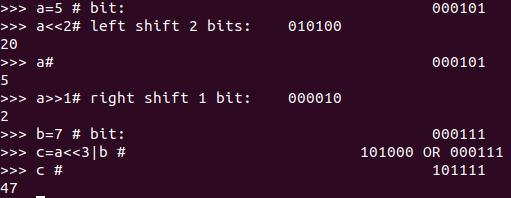 >>> a=5 # bit:                                  000101
>>> a<<2# left shift 2 bits:    010100
20
>>> a#                                          000101
5
>>> a>>1# right shift 1 bit:    000010
2
>>> b=7 # bit:                                  000111
>>> c=a<<3|b #                          101000 OR 000111
>>> c #                                         101111
47